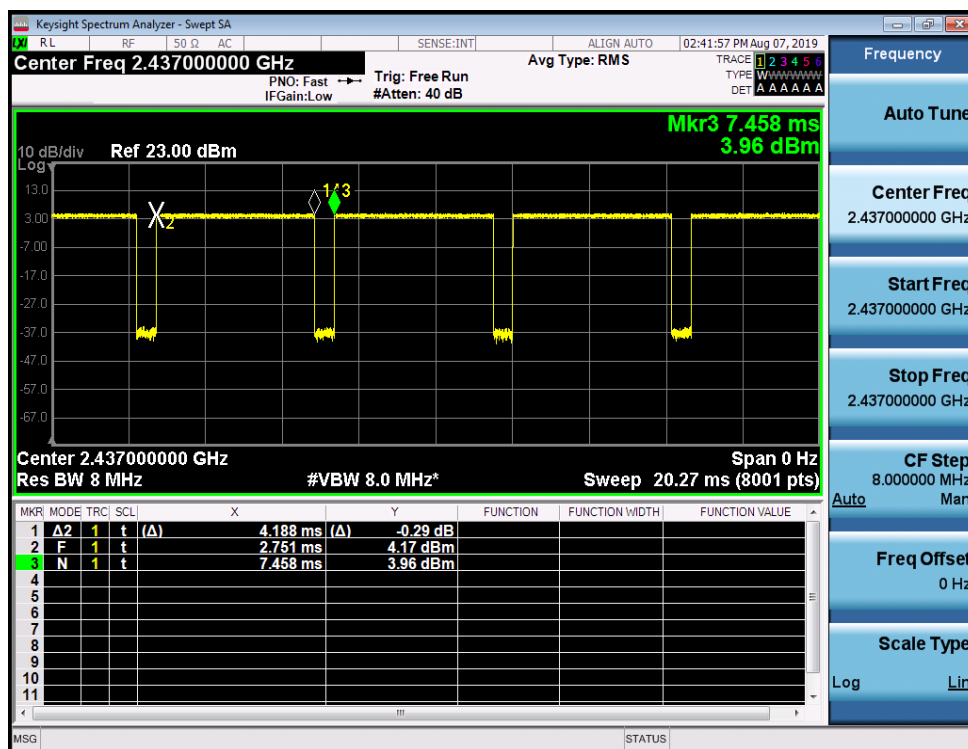 Keysight Spectrum Analyzer - Swept SA
LXI RL RF 50 Ω AC SENSE:INT ALIGN AUTO 02:41:57 PM Aug 07, 2019
Center Freq 2.437000000 GHz
Avg Type: RMS
TRACE 1 2 3 4 5 6
TYPE WWWWWW
DET A A A A A A
PNO: Fast
IFGain:Low
Trig: Free Run
#Atten: 40 dB
Mkr3 7.458 ms
3.96 dBm
10 dB/div Ref 23.00 dBm
Log
13.0
3.00
-7.00
-17.0
-27.0
-37.0
-47.0
-57.0
-67.0
X2
3
Center 2.437000000 GHz Span 0 Hz
Res BW 8 MHz #VBW 8.0 MHz* Sweep 20.27 ms (8001 pts)
MKR MODE TRC SCL X Y FUNCTION FUNCTION WIDTH FUNCTION VALUE
1 Δ2 1 t (Δ) 4.188 ms (Δ) -0.29 dB
2 F 1 t 2.751 ms 4.17 dBm
3 N 1 t 7.458 ms 3.96 dBm
4
5
6
7
8
9
10
11
MSG STATUS
Frequency
Auto Tune
Center Freq
2.437000000 GHz
Start Freq
2.437000000 GHz
Stop Freq
2.437000000 GHz
CF Step
8.000000 MHz
Auto Man
Freq Offset
0 Hz
Scale Type
Log Lin